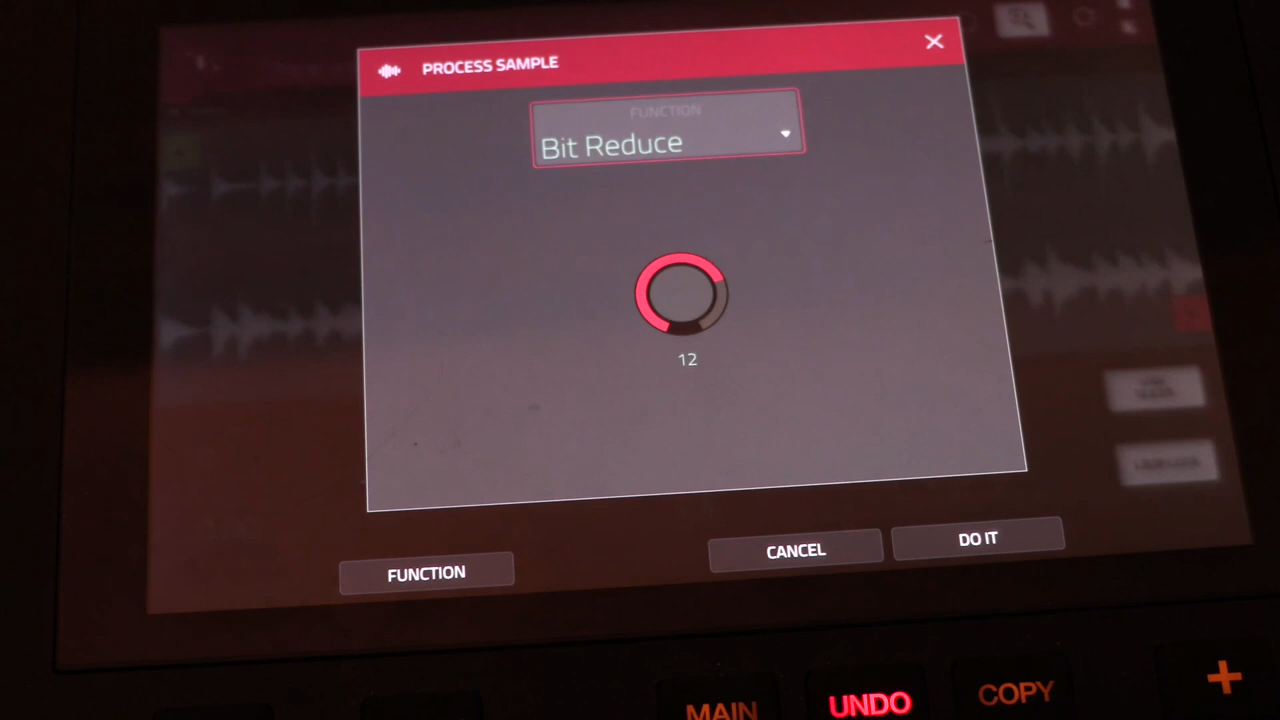 PROCESS SAMPLE
FUNCTION
Bit Reduce
12
FUNCTION
CANCEL
DO IT
MAIN
UNDO
COPY
+